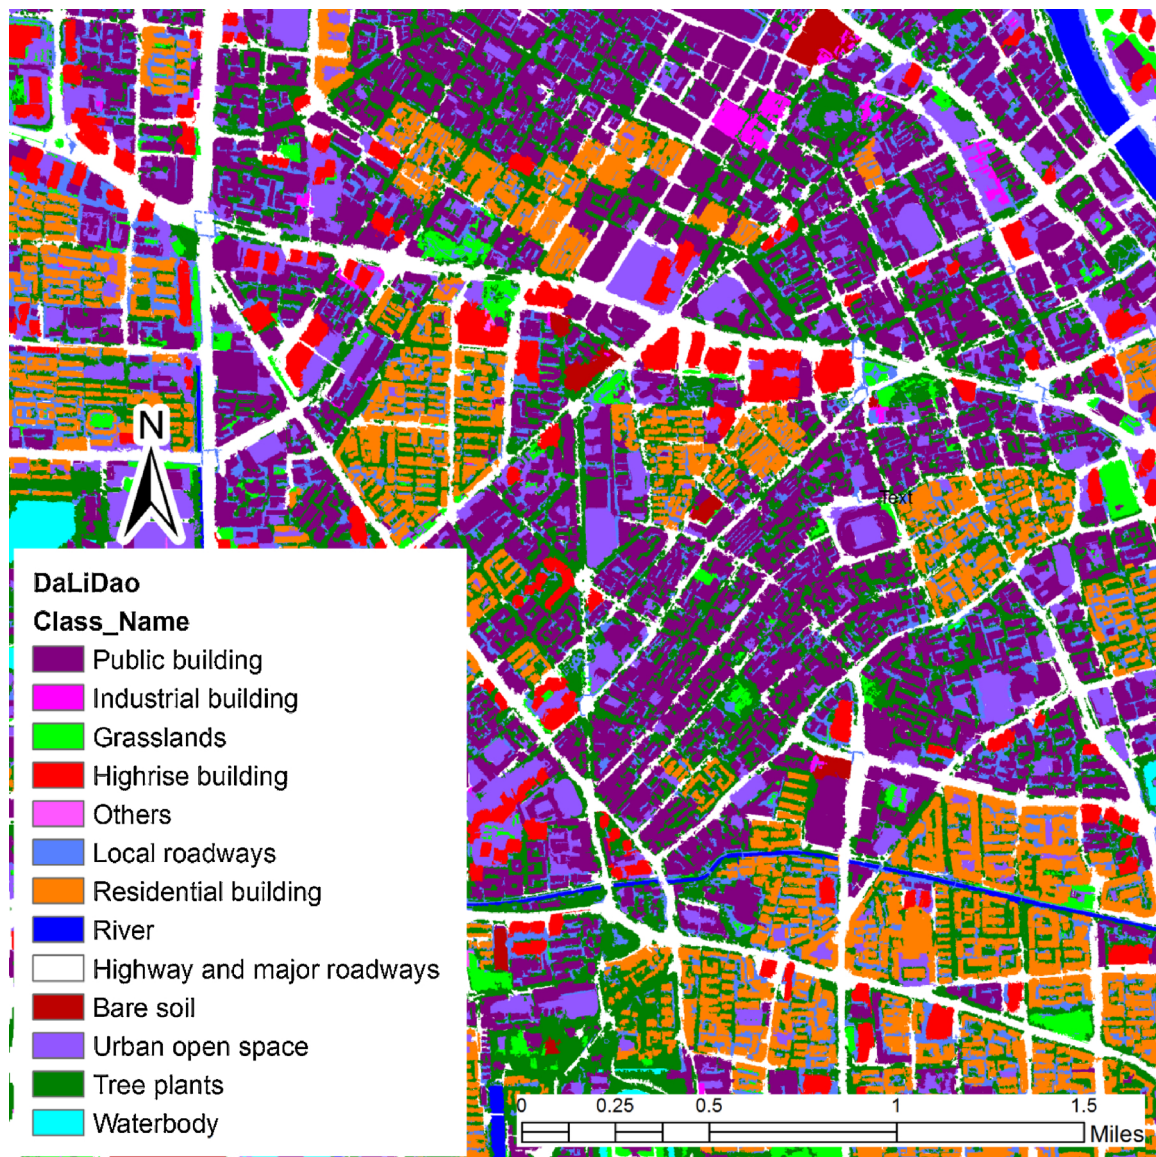 Text
N
DaLiDao
Class_Name
Public building
Industrial building
Grasslands
Highrise building
Others
Local roadways
Residential building
River
Highway and major roadways
Bare soil
Urban open space
Tree plants
Waterbody
0 0.25 0.5 1 1.5
Miles